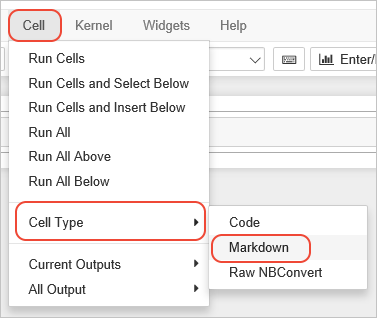 Cell Kernel Widgets Help
Enter/
Run Cells
Run Cells and Select Below
Run Cells and Insert Below
Run All
Run All Above
Run All Below
Cell Type
Code
Markdown
Raw NBConvert
Current Outputs
All Output